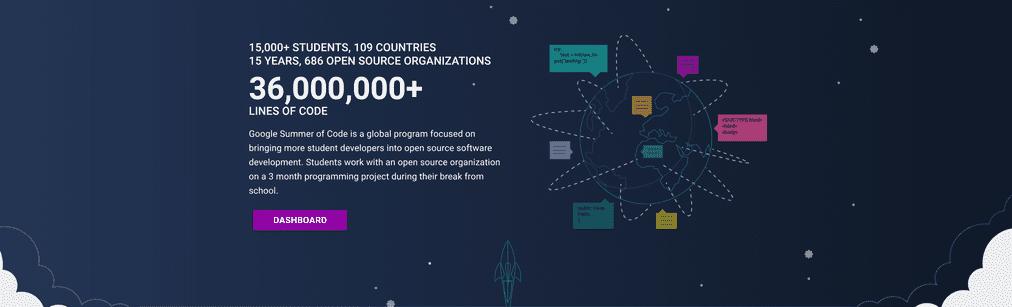 15,000+ STUDENTS, 109 COUNTRIES
15 YEARS, 686 OPEN SOURCE ORGANIZATIONS
36,000,000+
LINES OF CODE
Google Summer of Code is a global program focused on
bringing more student developers into open source software
development. Students work with an open source organization
on a 3 month programming project during their break from
school.
DASHBOARD